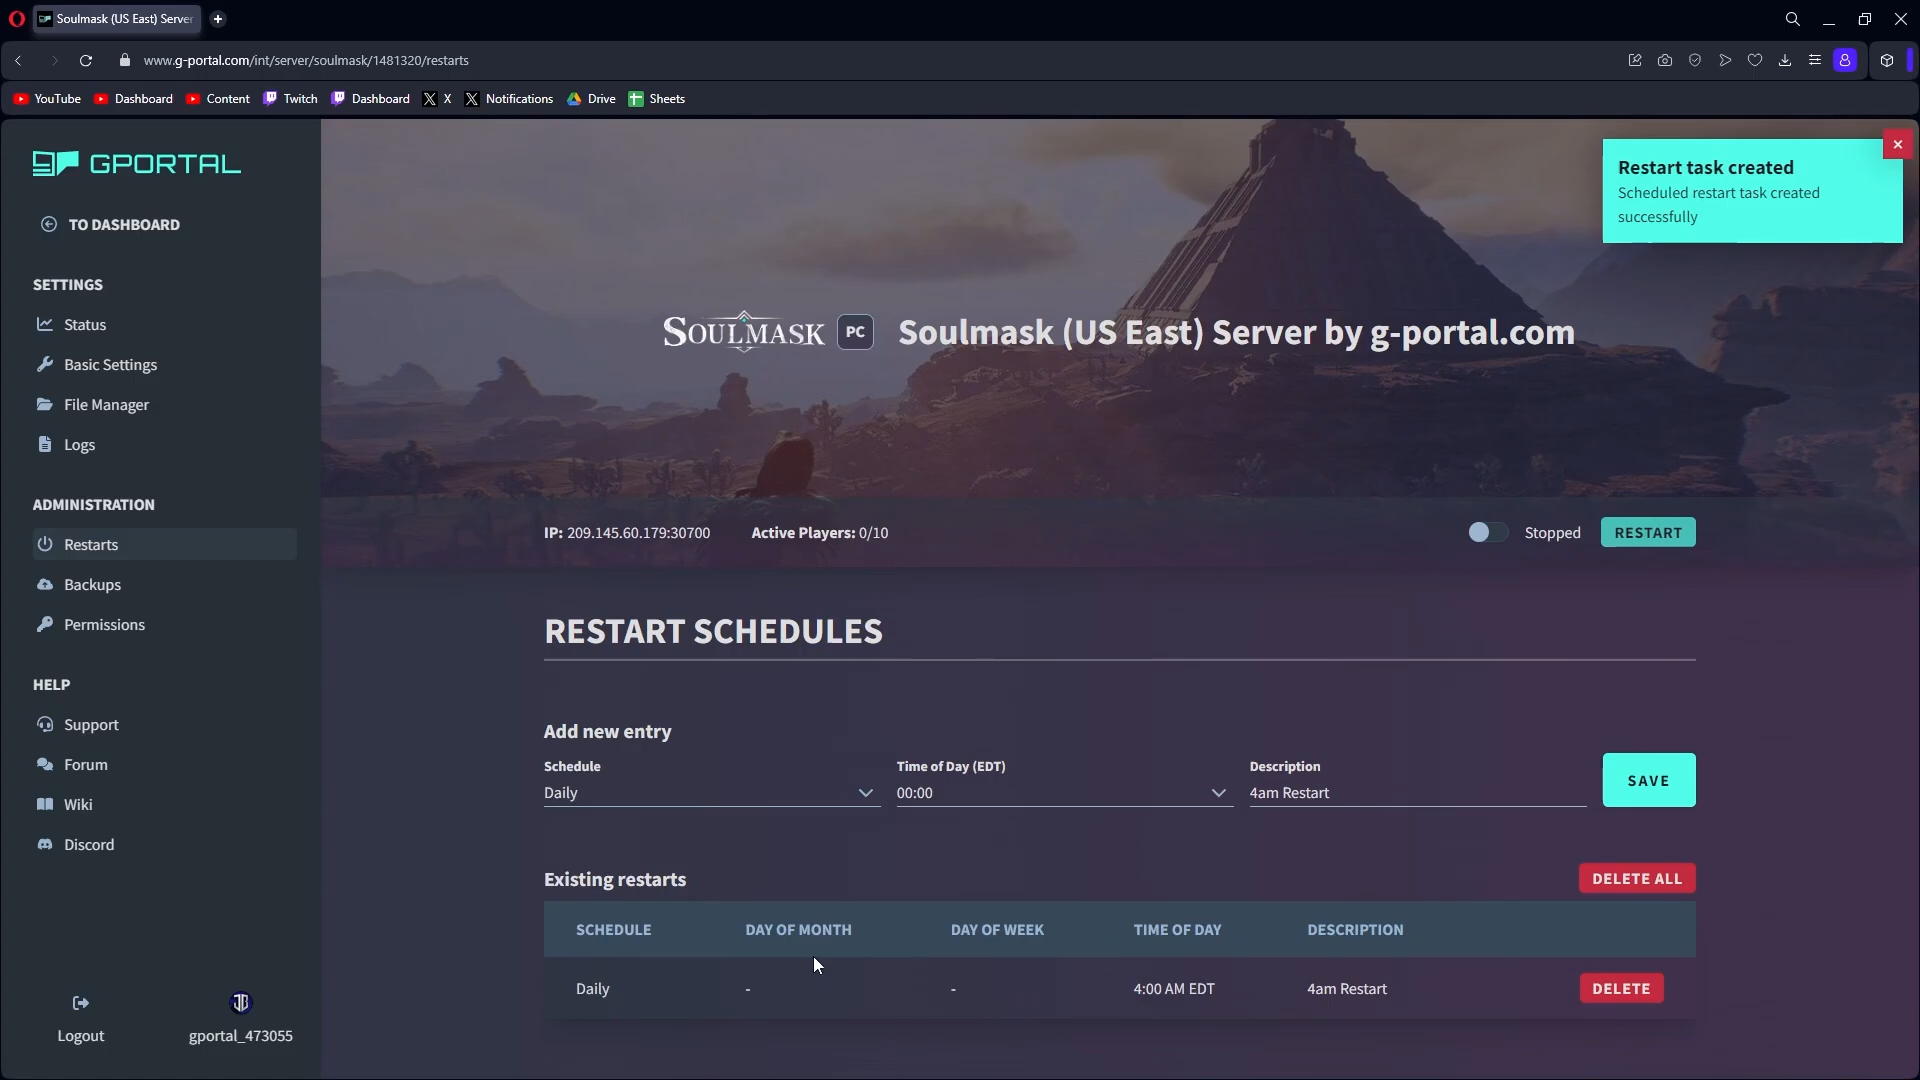 Soulmask (US East) Server
www.g-portal.com/int/server/soulmask/1481320/restarts
YouTube Dashboard Content Twitch Dashboard X Notifications Drive Sheets
GPORTAL
TO DASHBOARD
SETTINGS
Status
Basic Settings
File Manager
Logs
ADMINISTRATION
Restarts
Backups
Permissions
HELP
Support
Forum
Wiki
Discord
Logout
gportal_473055
Restart task created
Scheduled restart task created
successfully
SOULMASK PC Soulmask (US East) Server by g-portal.com
IP: 209.145.60.179:30700 Active Players: 0/10 Stopped RESTART
RESTART SCHEDULES
Add new entry
Schedule Time of Day (EDT) Description
Daily 00:00 4am Restart SAVE
Existing restarts DELETE ALL
SCHEDULE DAY OF MONTH DAY OF WEEK TIME OF DAY DESCRIPTION
Daily - - 4:00 AM EDT 4am Restart DELETE